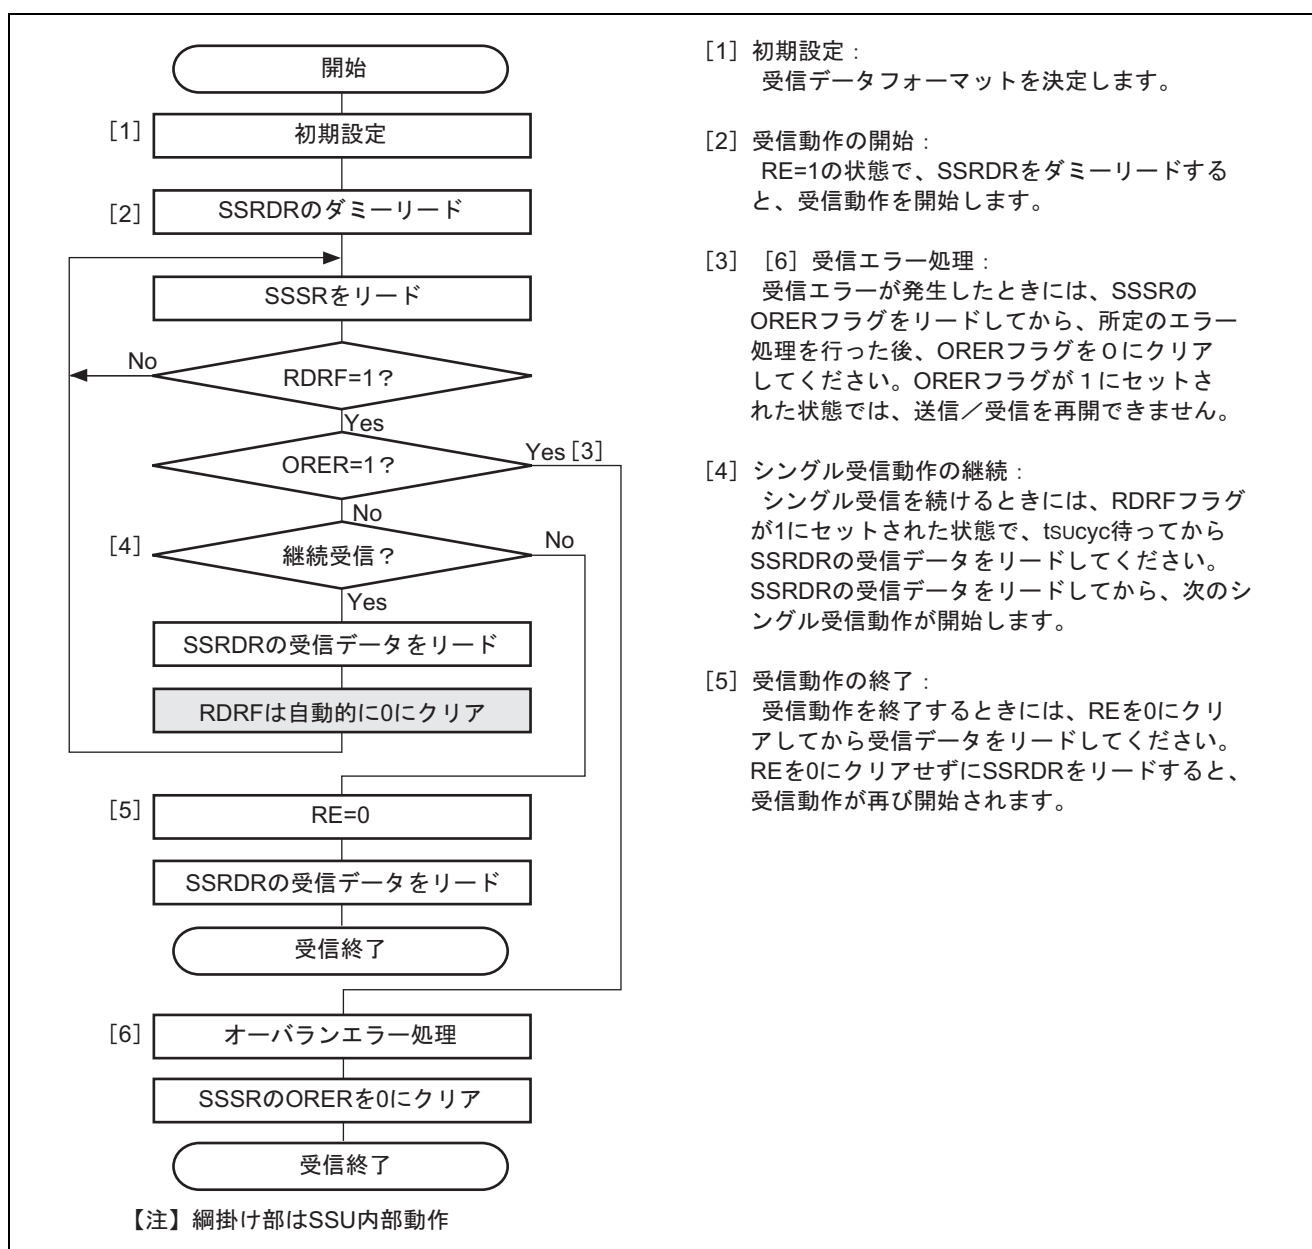 開始
[1] 初期設定
[2] SSRDRのダミーリード
SSSRをリード
No
RDRF=1？
Yes
ORER=1？
Yes [3]
No
[4] 継続受信？
No
Yes
SSRDRの受信データをリード
RDRFは自動的に0にクリア
[5] RE=0
SSRDRの受信データをリード
受信終了
[6] オーバランエラー処理
SSSRのORERを0にクリア
受信終了
【注】網掛け部はSSU内部動作
[1] 初期設定：
受信データフォーマットを決定します。
[2] 受信動作の開始：
RE=1の状態で、SSRDRをダミーリードする
と、受信動作を開始します。
[3] [6] 受信エラー処理：
受信エラーが発生したときには、SSSRの
ORERフラグをリードしてから、所定のエラー
処理を行った後、ORERフラグを０にクリア
してください。ORERフラグが１にセットさ
れた状態では、送信／受信を再開できません。
[4] シングル受信動作の継続：
シングル受信を続けるときには、RDRFフラグ
が1にセットされた状態で、tsucyc待ってから
SSRDRの受信データをリードしてください。
SSRDRの受信データをリードしてから、次のシ
ングル受信動作が開始します。
[5] 受信動作の終了：
受信動作を終了するときには、REを0にクリ
アしてから受信データをリードしてください。
REを0にクリアせずにSSRDRをリードすると、
受信動作が再び開始されます。